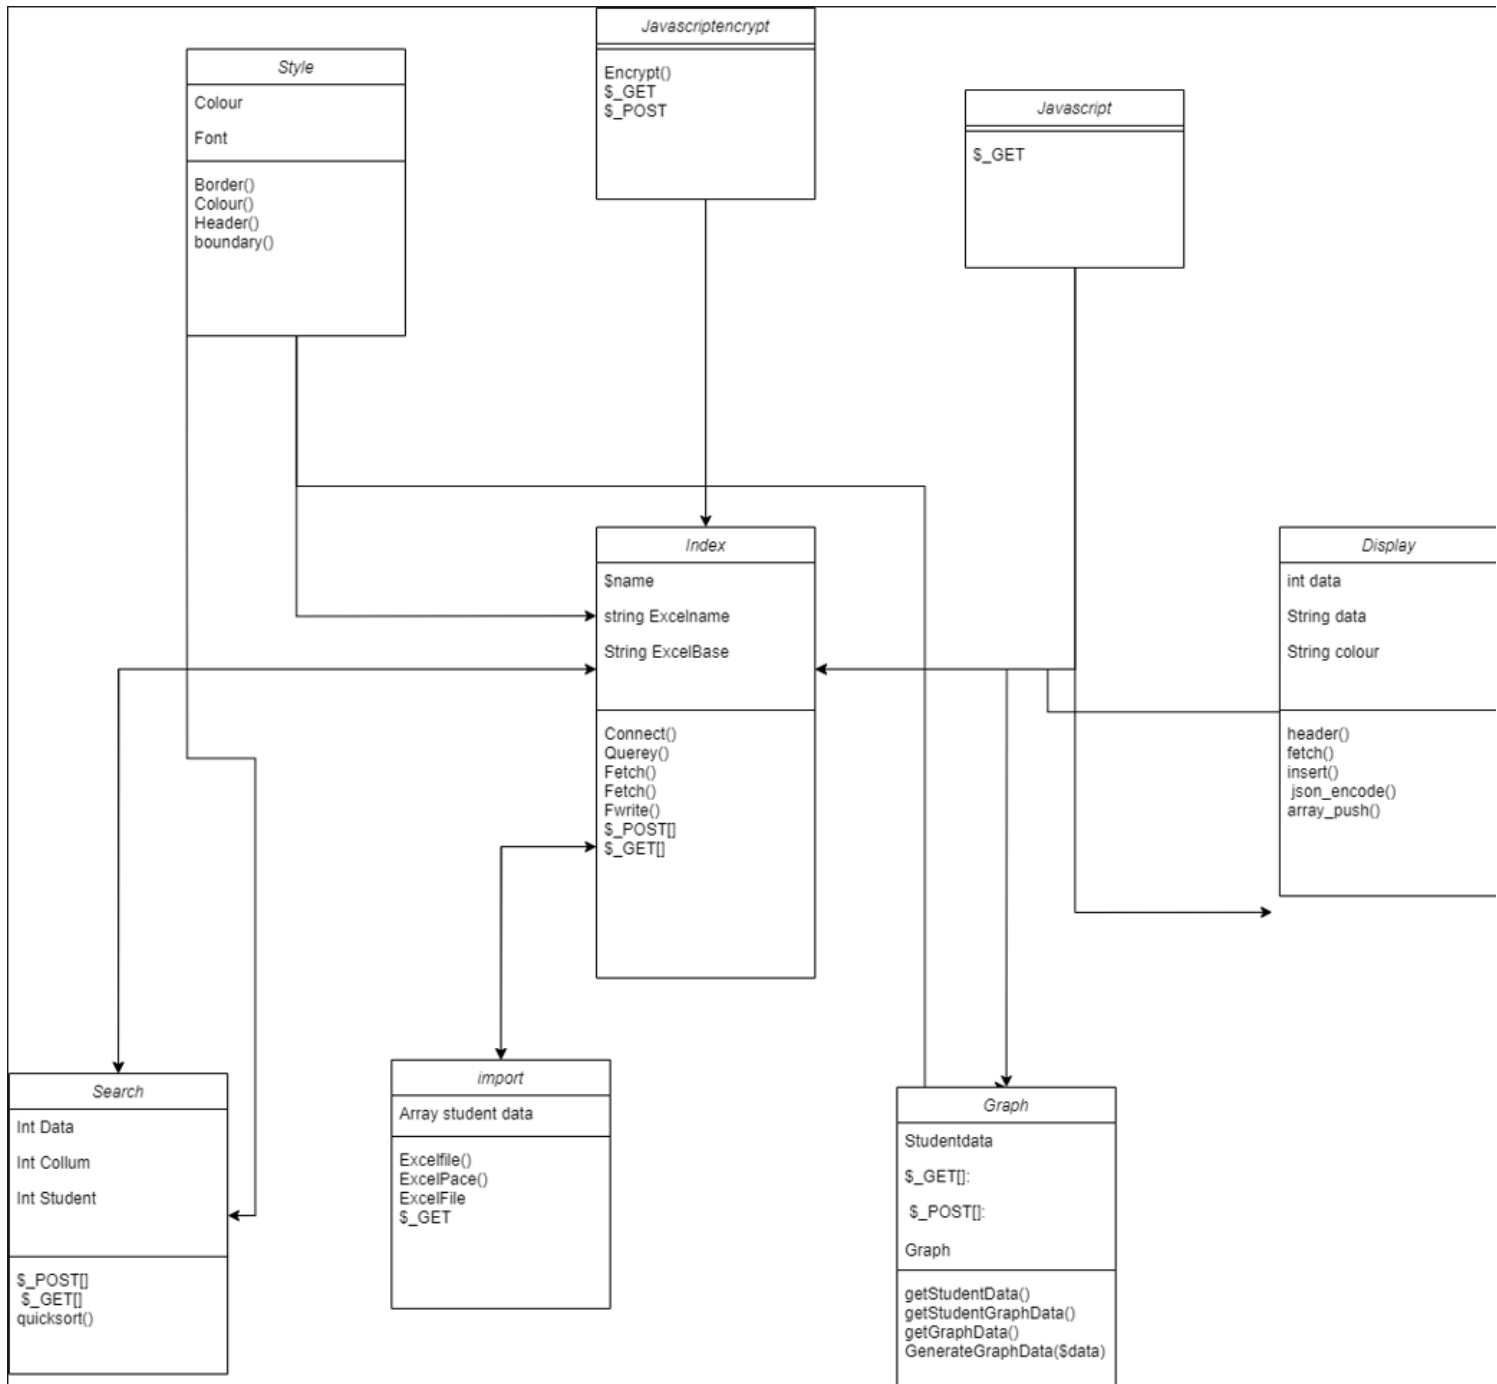 Javascriptencrypt
Encrypt()
$_GET
$_POST
Style
Colour
Font
Border()
Colour()
Header()
boundary()
Javascript
$_GET
Index
$name
string Excelname
String ExcelBase
Connect()
Querey()
Fetch()
Fetch()
Fwrite()
$_POST[]
$_GET[]
Display
int data
String data
String colour
header()
fetch()
insert()
json_encode()
array_push()
Search
Int Data
Int Collum
Int Student
$_POST[]
$_GET[]
quicksort()
import
Array student data
Excelfile()
ExcelPace()
ExcelFile
$_GET
Graph
Studentdata
$_GET[]:
$_POST[]:
Graph
getStudentData()
getStudentGraphData()
getGraphData()
GenerateGraphData($data)